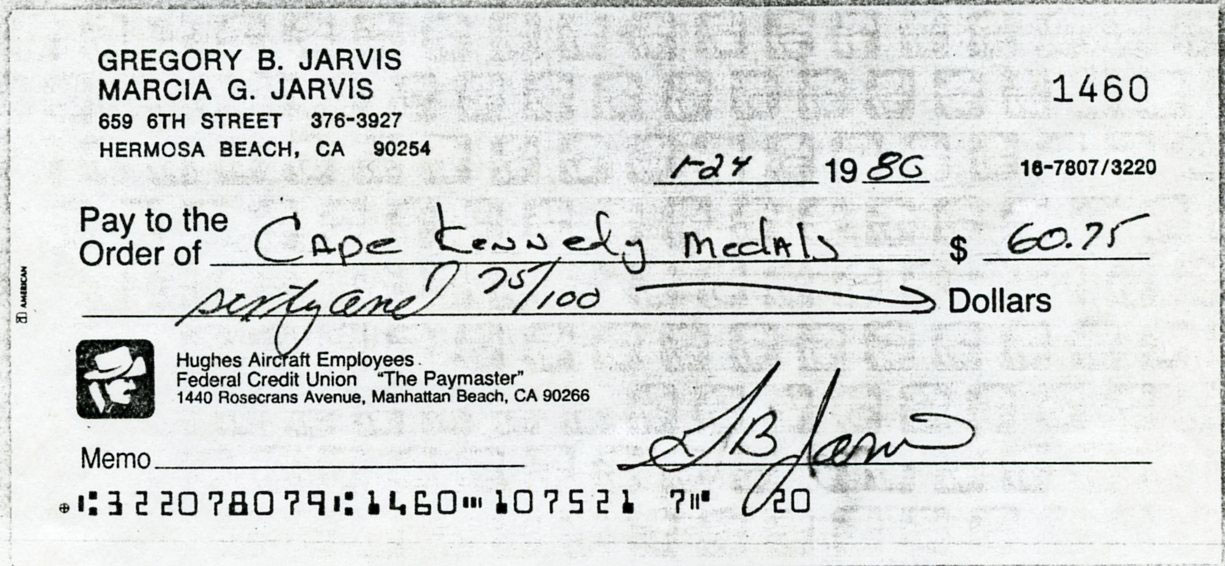 GREGORY B. JARVIS
MARCIA G. JARVIS
659 6TH STREET 376-3927
HERMOSA BEACH, CA 90254
1460
1-24 1986
16-7807/3220
Pay to the
Order of Cape Kennedy Medals $ 60.75
sixty and 75/100 Dollars
AMERICAN
Hughes Aircraft Employees
Federal Credit Union "The Paymaster"
1440 Rosecrans Avenue, Manhattan Beach, CA 90266
GB Jarvis
Memo
⑆322078079⑆1460⑈107521 7⑈ 20